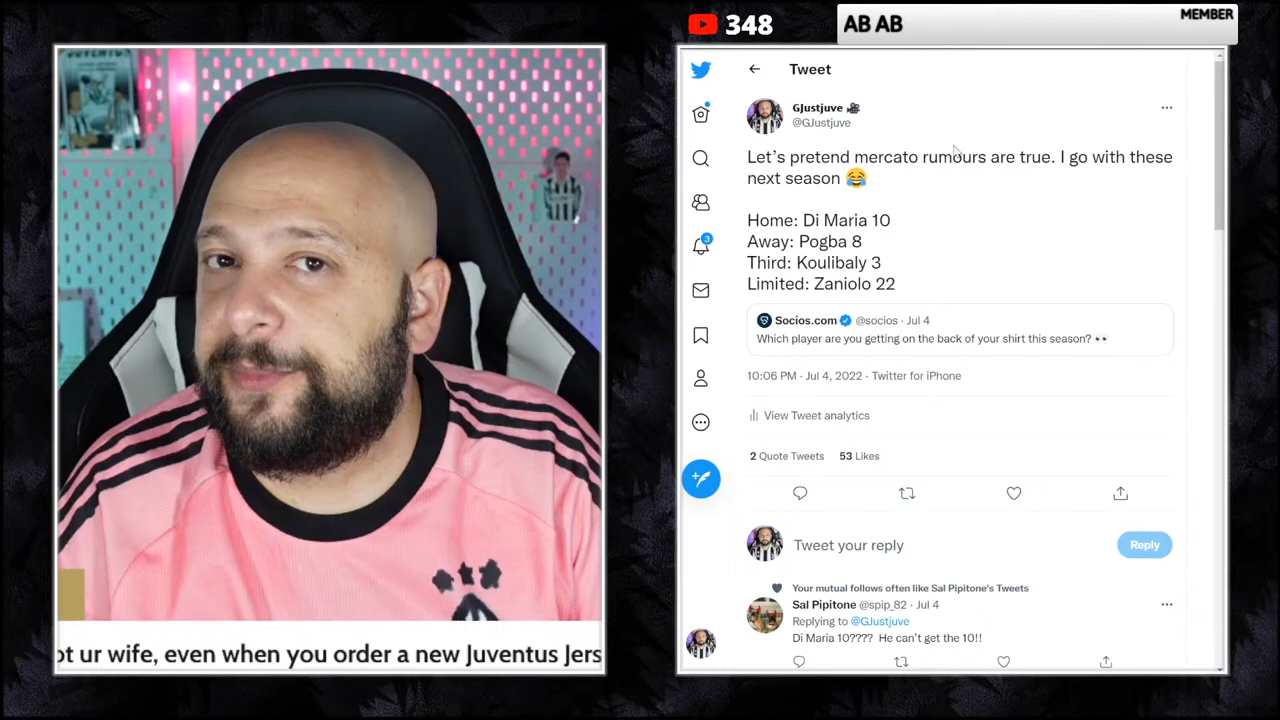 348
AB AB
MEMBER
Tweet
GJustjuve 🎥
@GJustjuve
Let's pretend mercato rumours are true. I go with these
next season 😂
Home: Di Maria 10
Away: Pogba 8
Third: Koulibaly 3
Limited: Zaniolo 22
Socios.com @socios · Jul 4
Which player are you getting on the back of your shirt this season? 👀
10:06 PM · Jul 4, 2022 · Twitter for iPhone
View Tweet analytics
2 Quote Tweets 53 Likes
3
Tweet your reply
Reply
Your mutual follows often like Sal Pipitone's Tweets
Sal Pipitone @spip_82 · Jul 4
Replying to @GJustjuve
Di Maria 10???? He can't get the 10!!
ot ur wife, even when you order a new Juventus Jers